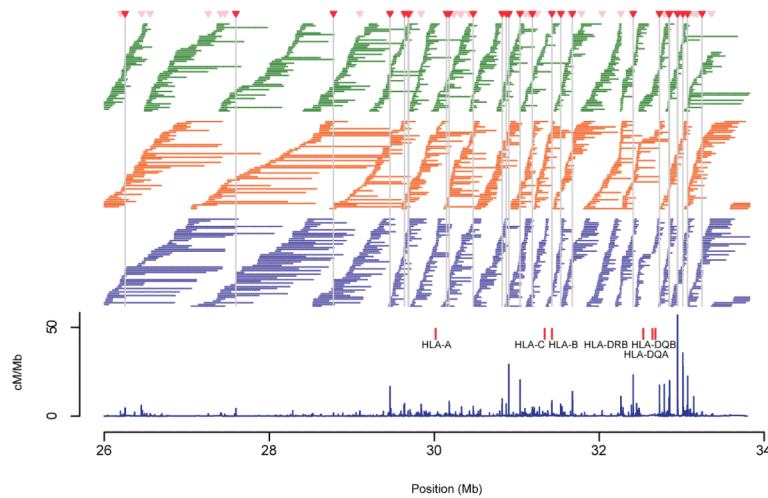 50
HLA-A
HLA-C
HLA-B
HLA-DRB
HLA-DQB
HLA-DQA
cM/Mb
0
26
28
30
32
34
Position (Mb)